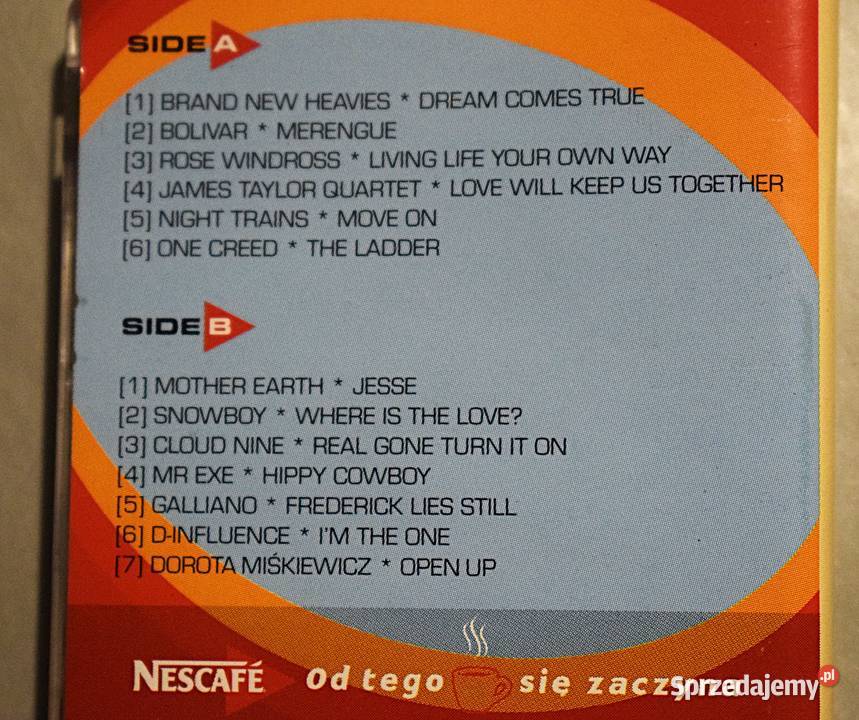 SIDE A
[1] BRAND NEW HEAVIES * DREAM COMES TRUE
[2] BOLIVAR * MERENGUE
[3] ROSE WINDROSS * LIVING LIFE YOUR OWN WAY
[4] JAMES TAYLOR QUARTET * LOVE WILL KEEP US TOGETHER
[5] NIGHT TRAINS * MOVE ON
[6] ONE CREED * THE LADDER
SIDE B
[1] MOTHER EARTH * JESSE
[2] SNOWBOY * WHERE IS THE LOVE?
[3] CLOUD NINE * REAL GONE TURN IT ON
[4] MR EXE * HIPPY COWBOY
[5] GALLIANO * FREDERICK LIES STILL
[6] D-INFLUENCE * I'M THE ONE
[7] DOROTA MIŚKIEWICZ * OPEN UP
NESCAFÉ Od tego się
Sprzedajemy.pl